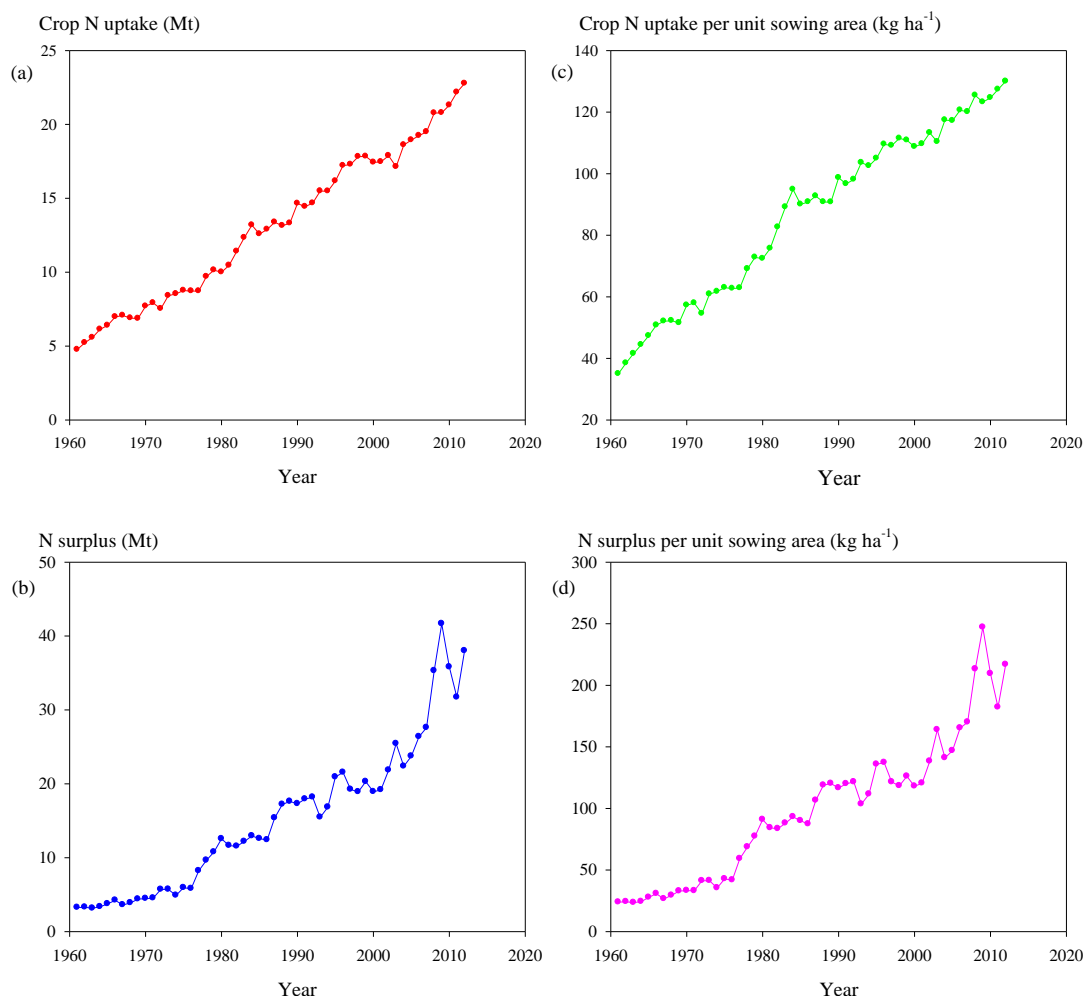 Crop N uptake (Mt)
(a)
25
20
15
10
5
0
1960 1970 1980 1990 2000 2010 2020
Year
Crop N uptake per unit sowing area (kg ha⁻¹)
(c)
140
120
100
80
60
40
20
1960 1970 1980 1990 2000 2010 2020
Year
N surplus (Mt)
(b)
50
40
30
20
10
0
1960 1970 1980 1990 2000 2010 2020
Year
N surplus per unit sowing area (kg ha⁻¹)
(d)
300
250
200
150
100
50
0
1960 1970 1980 1990 2000 2010 2020
Year